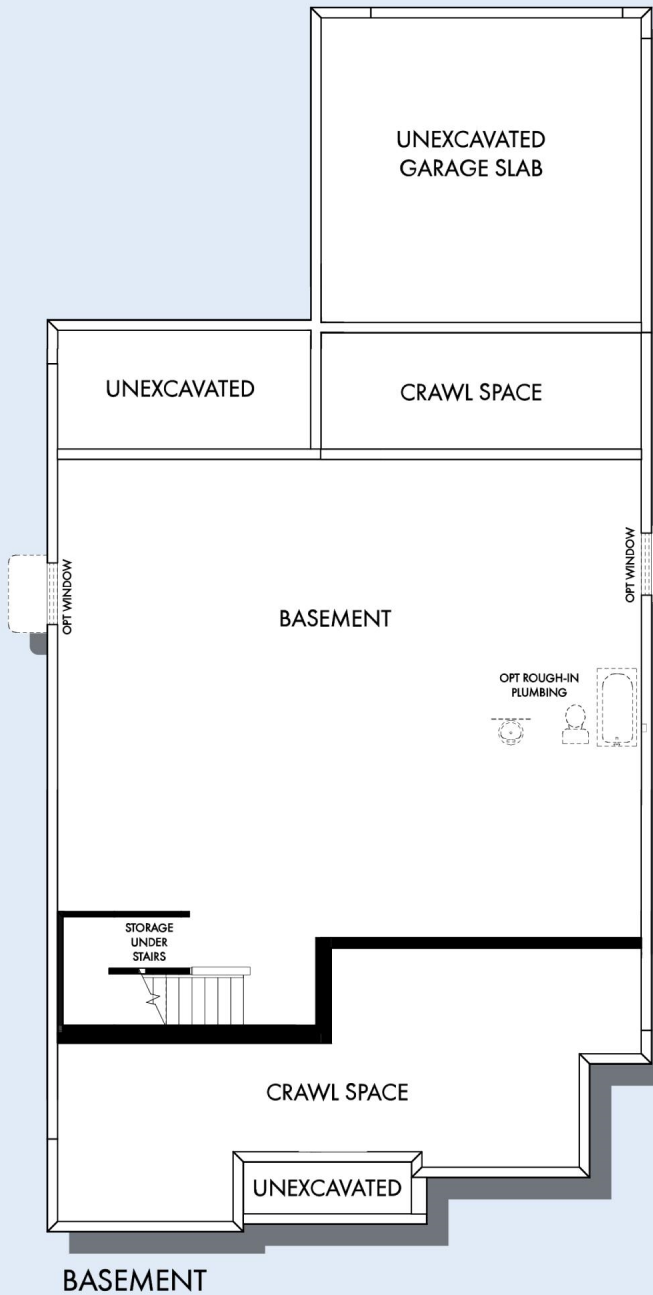 UNEXCAVATED
GARAGE SLAB
UNEXCAVATED
CRAWL SPACE
OPT WINDOW
OPT WINDOW
BASEMENT
OPT ROUGH-IN
PLUMBING
STORAGE
UNDER
STAIRS
CRAWL SPACE
UNEXCAVATED
BASEMENT